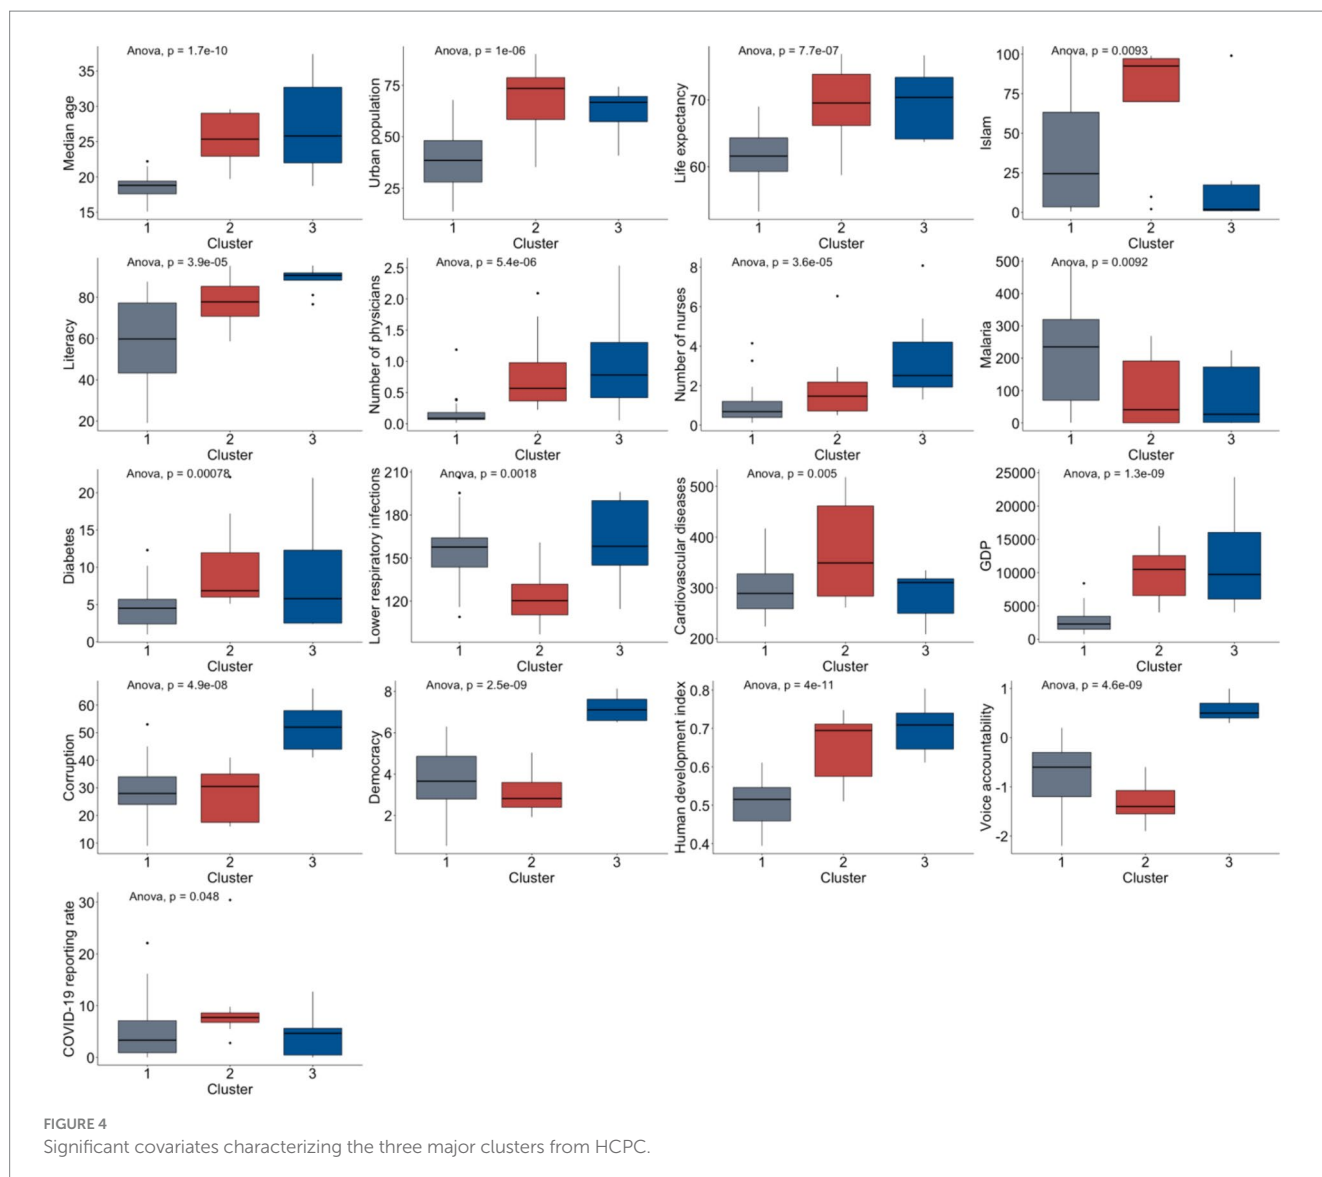 Anova, p = 1.7e-10
Median age
35
30
25
20
15
1 2 3
Cluster
Anova, p = 1e-06
Urban population
75
50
25
1 2 3
Cluster
Anova, p = 7.7e-07
Life expectancy
70
60
1 2 3
Cluster
Anova, p = 0.0093
Islam
100
75
50
25
0
1 2 3
Cluster
Anova, p = 3.9e-05
Literacy
80
60
40
20
1 2 3
Cluster
Anova, p = 5.4e-06
Number of physicians
2.5
2.0
1.5
1.0
0.5
0.0
1 2 3
Cluster
Anova, p = 3.6e-05
Number of nurses
8
6
4
2
0
1 2 3
Cluster
Anova, p = 0.0092
Malaria
500
400
300
200
100
0
1 2 3
Cluster
Anova, p = 0.00078
Diabetes
20
15
10
5
0
1 2 3
Cluster
Anova, p = 0.0018
Lower respiratory infections
210
180
150
120
1 2 3
Cluster
Anova, p = 0.005
Cardiovascular diseases
500
400
300
200
1 2 3
Cluster
Anova, p = 1.3e-09
GDP
25000
20000
15000
10000
5000
0
1 2 3
Cluster
Anova, p = 4.9e-08
Corruption
60
50
40
30
20
10
1 2 3
Cluster
Anova, p = 2.5e-09
Democracy
8
6
4
2
1 2 3
Cluster
Anova, p = 4e-11
Human development index
0.8
0.7
0.6
0.5
0.4
1 2 3
Cluster
Anova, p = 4.6e-09
Voice accountability
1
0
-1
-2
1 2 3
Cluster
Anova, p = 0.048
COVID-19 reporting rate
30
20
10
0
1 2 3
Cluster
FIGURE 4
Significant covariates characterizing the three major clusters from HCPC.